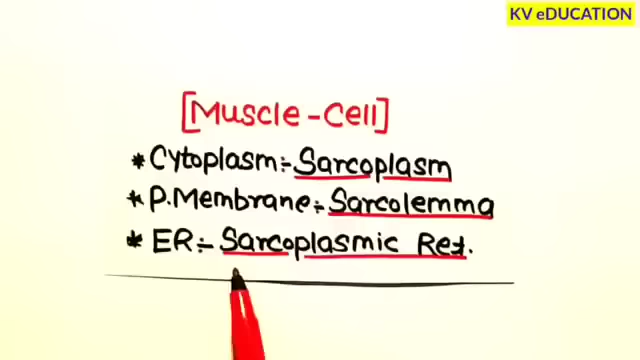 KV eDUCATION
[Muscle-Cell]
* Cytoplasm:- Sarcoplasm
* P.Membrane:- Sarcolemma
* ER:- Sarcoplasmic Ret.